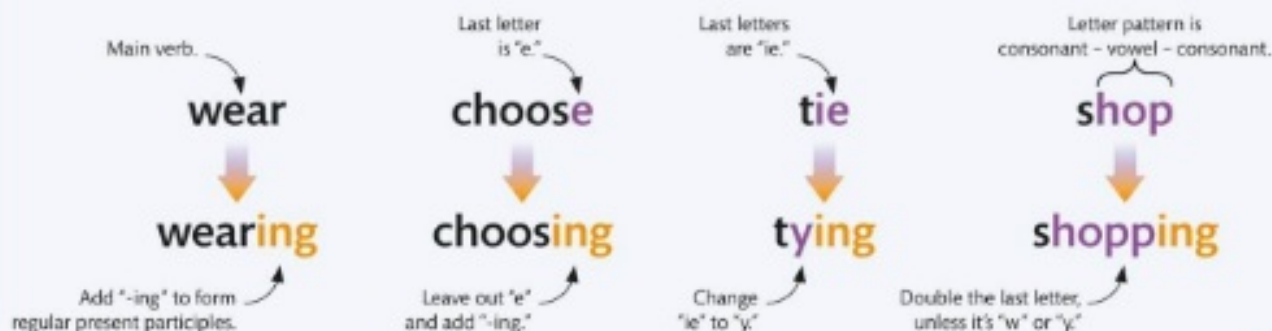 Main verb.
wear
wearing
Add "-ing" to form
regular present participles.
Last letter
is "e."
choose
choosing
Leave out "e"
and add "-ing."
Last letters
are "ie."
tie
tying
Change
"ie" to "y."
Letter pattern is
consonant – vowel – consonant.
shop
shopping
Double the last letter,
unless it's "w" or "y."